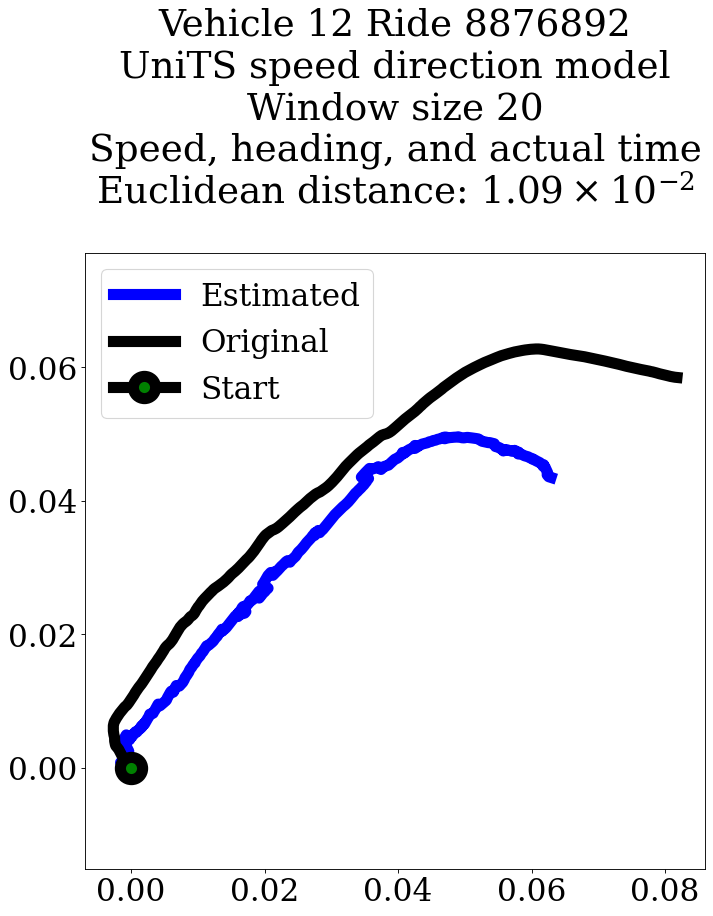 Vehicle 12 Ride 8876892
UniTS speed direction model
Window size 20
Speed, heading, and actual time
Euclidean distance: 1.09 × 10⁻²
Estimated
Original
Start
0.06
0.04
0.02
0.00
0.00 0.02 0.04 0.06 0.08